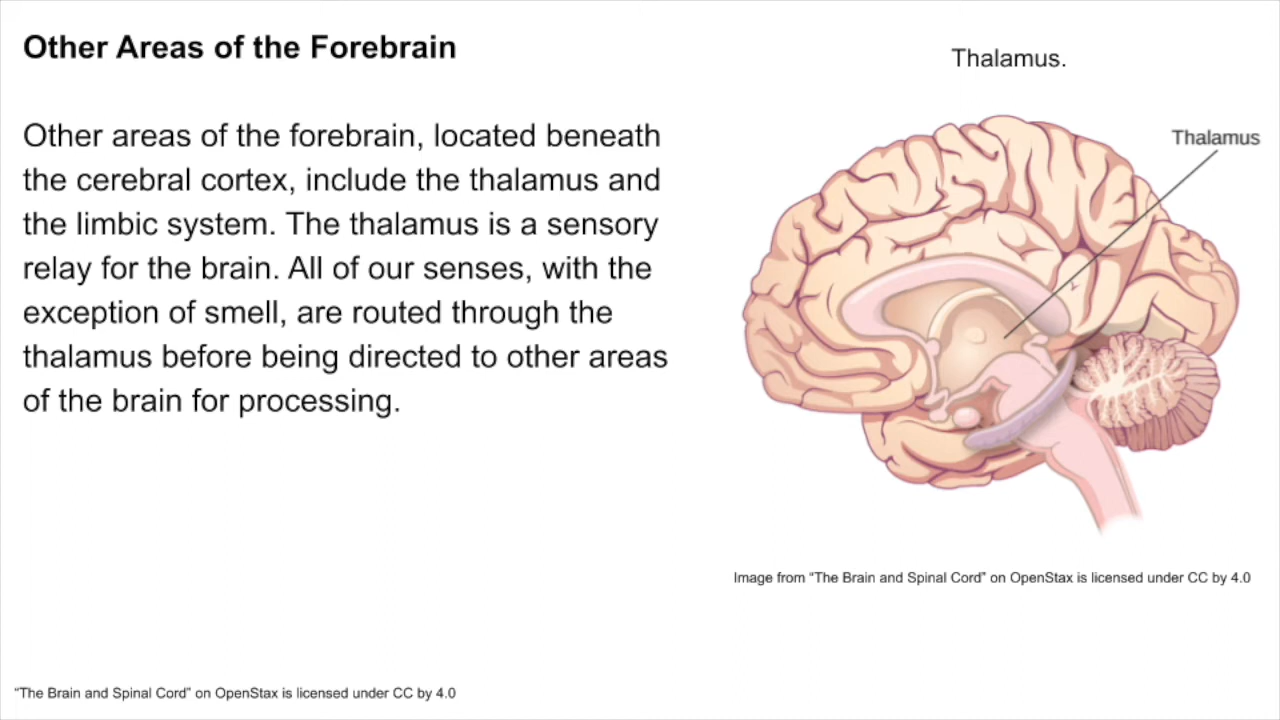 Other Areas of the Forebrain
Other areas of the forebrain, located beneath
the cerebral cortex, include the thalamus and
the limbic system. The thalamus is a sensory
relay for the brain. All of our senses, with the
exception of smell, are routed through the
thalamus before being directed to other areas
of the brain for processing.
Thalamus.
Thalamus
Image from “The Brain and Spinal Cord” on OpenStax is licensed under CC by 4.0
“The Brain and Spinal Cord” on OpenStax is licensed under CC by 4.0